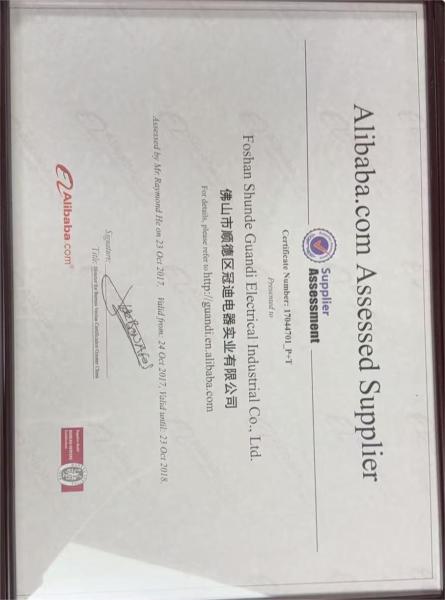 Alibaba.com Assessed Supplier
Supplier
Assessment
Certificate Number: 17044701_P+T
Presented to
Foshan Shunde Guandi Electrical Industrial Co., Ltd.
佛山市顺德区冠迪电器实业有限公司
For details, please refer to http://guandi.en.alibaba.com
Assessed by Mr. Raymond He on 23 Oct 2017, Valid from: 24 Oct 2017, Valid until: 23 Oct 2018.
Signature:
Title:
Alibaba.com®